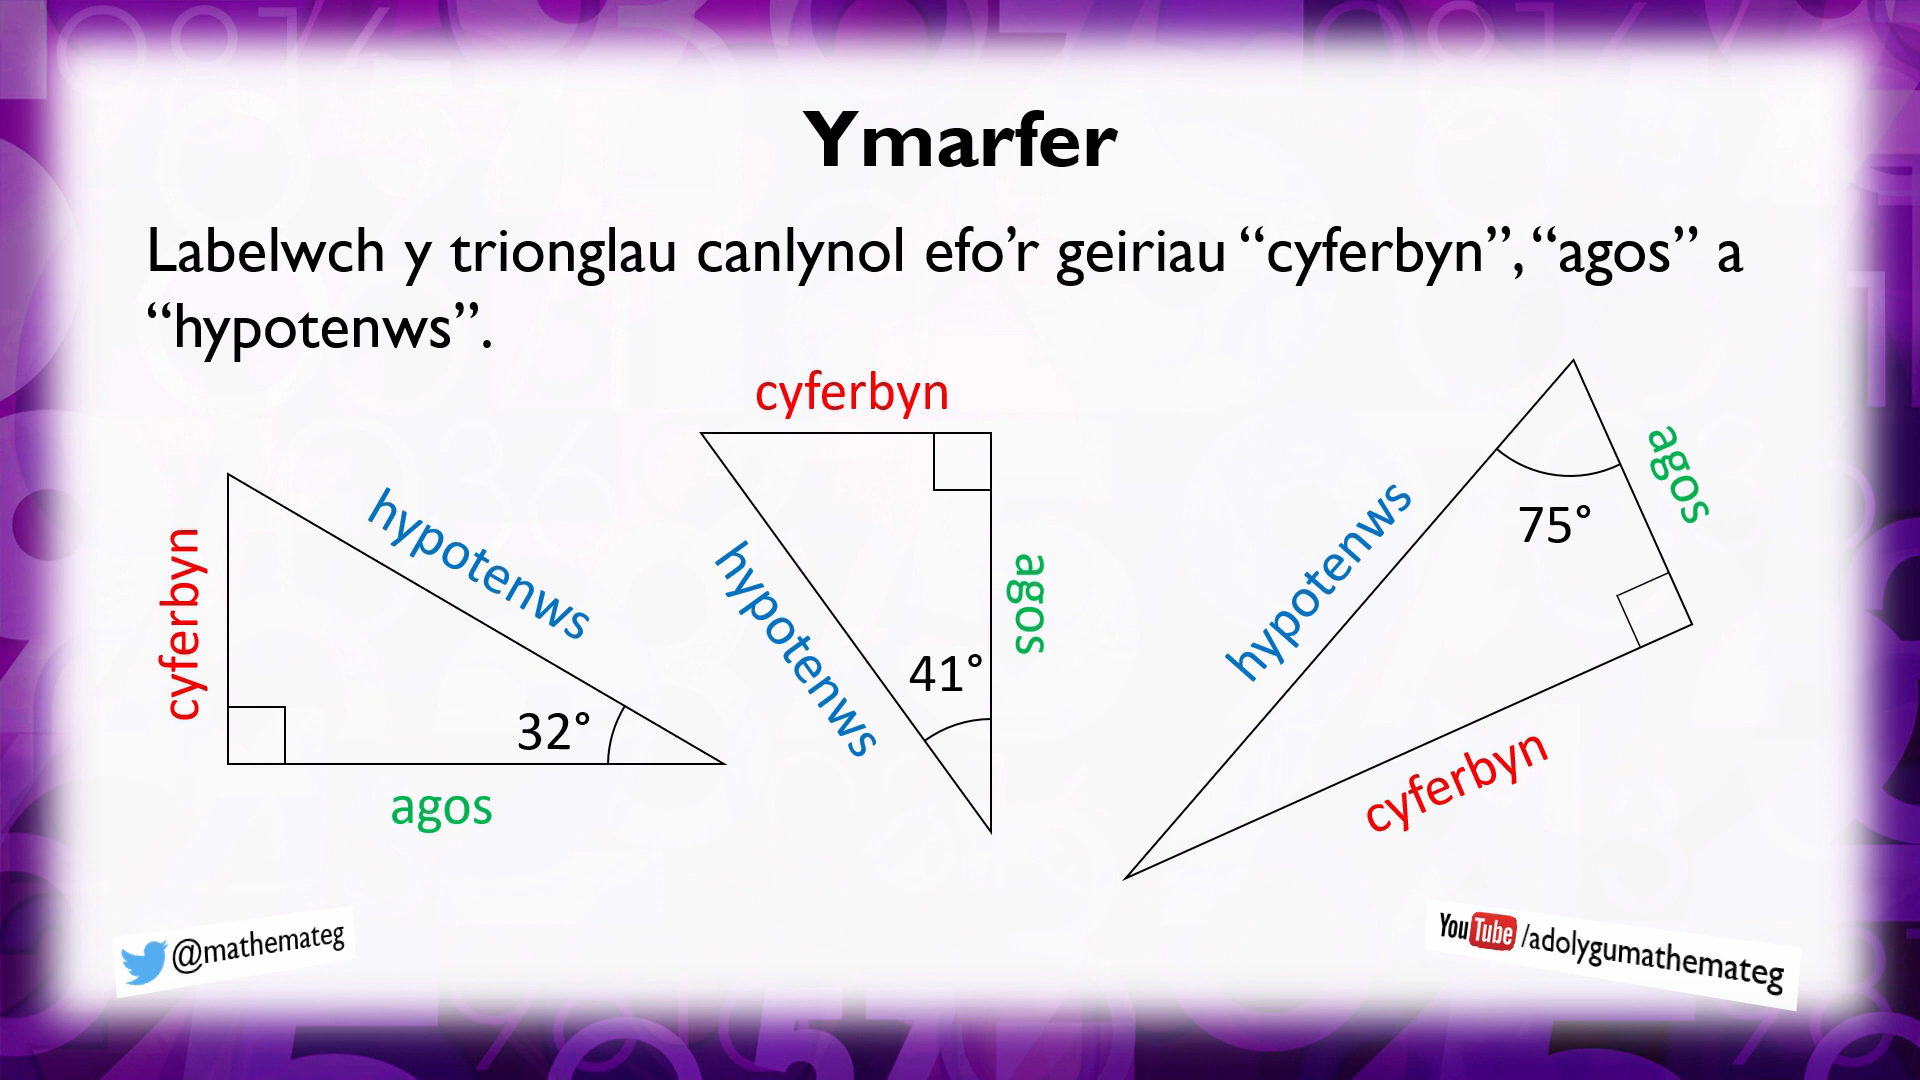 Ymarfer
Labelwch y trionglau canlynol efo’r geiriau “cyferbyn”, “agos” a
“hypotenws”.
cyferbyn
hypotenws
32°
agos
cyferbyn
hypotenws
41°
agos
hypotenws
75°
agos
cyferbyn
@mathemateg
YouTube /adolygumathemateg